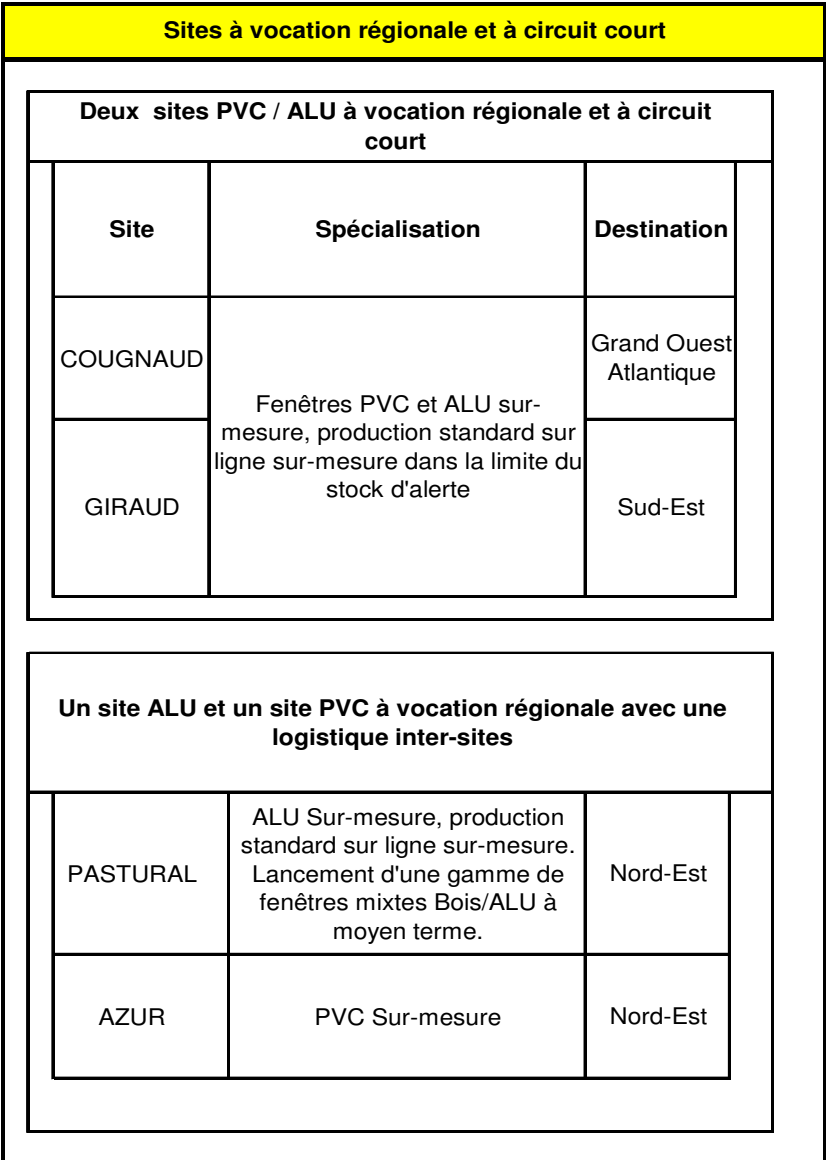 Sites à vocation régionale et à circuit court
Deux sites PVC / ALU à vocation régionale et à circuit
court
Site
Spécialisation
Destination
COUGNAUD
Fenêtres PVC et ALU sur-
mesure, production standard sur
ligne sur-mesure dans la limite du
stock d'alerte
Grand Ouest
Atlantique
GIRAUD
Sud-Est
Un site ALU et un site PVC à vocation régionale avec une
logistique inter-sites
PASTURAL
ALU Sur-mesure, production
standard sur ligne sur-mesure.
Lancement d'une gamme de
fenêtres mixtes Bois/ALU à
moyen terme.
Nord-Est
AZUR
PVC Sur-mesure
Nord-Est